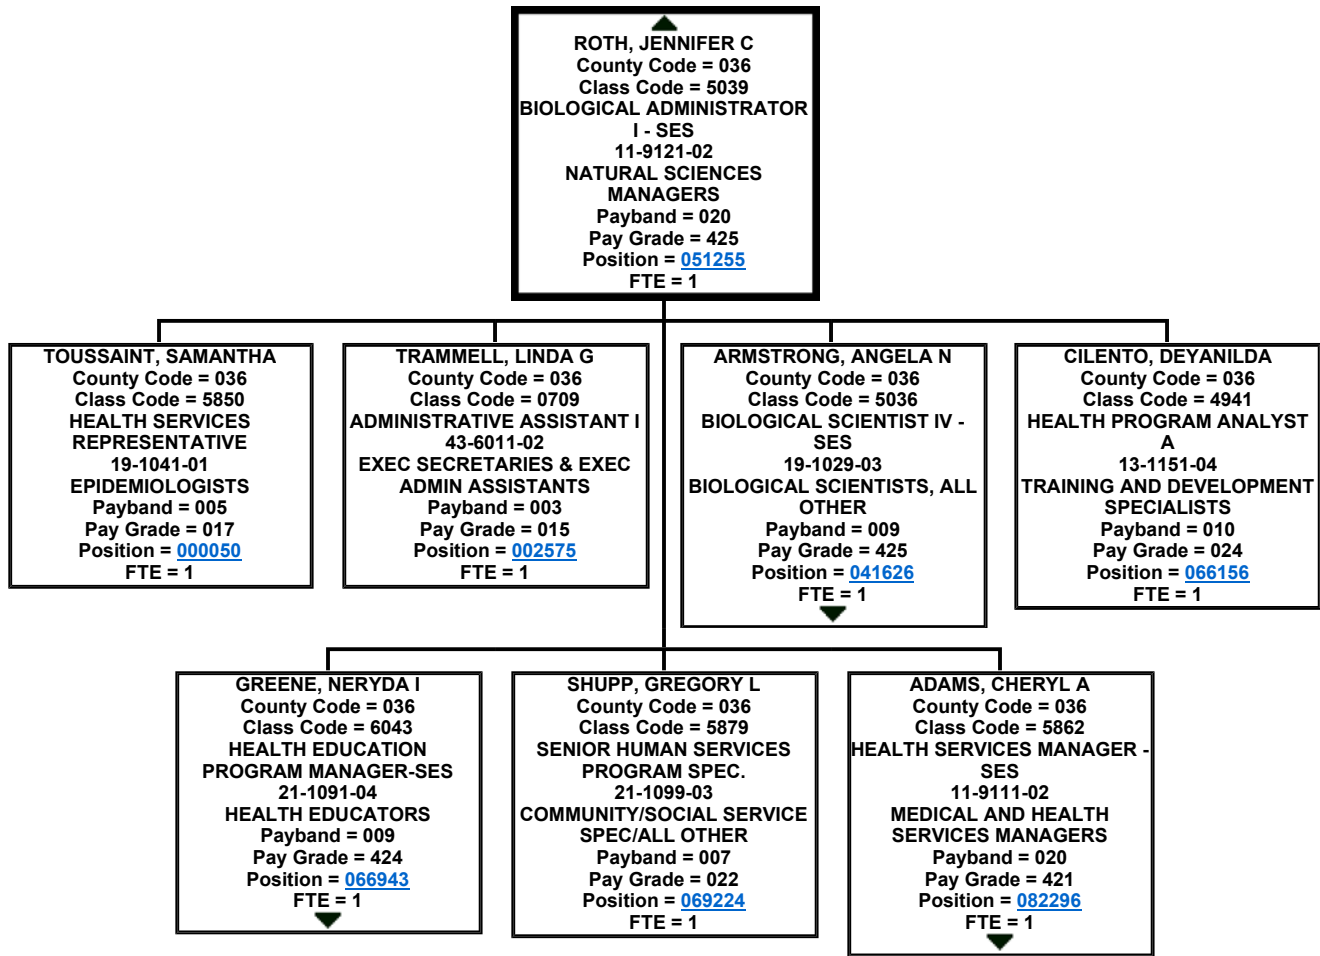 ROTH, JENNIFER C
County Code = 036
Class Code = 5039
BIOLOGICAL ADMINISTRATOR
I - SES
11-9121-02
NATURAL SCIENCES
MANAGERS
Payband = 020
Pay Grade = 425
Position = 051255
FTE = 1
TOUSSAINT, SAMANTHA
County Code = 036
Class Code = 5850
HEALTH SERVICES
REPRESENTATIVE
19-1041-01
EPIDEMIOLOGISTS
Payband = 005
Pay Grade = 017
Position = 000050
FTE = 1
TRAMMELL, LINDA G
County Code = 036
Class Code = 0709
ADMINISTRATIVE ASSISTANT I
43-6011-02
EXEC SECRETARIES & EXEC
ADMIN ASSISTANTS
Payband = 003
Pay Grade = 015
Position = 002575
FTE = 1
ARMSTRONG, ANGELA N
County Code = 036
Class Code = 5036
BIOLOGICAL SCIENTIST IV -
SES
19-1029-03
BIOLOGICAL SCIENTISTS, ALL
OTHER
Payband = 009
Pay Grade = 425
Position = 041626
FTE = 1
CILENTO, DEYANILDA
County Code = 036
Class Code = 4941
HEALTH PROGRAM ANALYST
A
13-1151-04
TRAINING AND DEVELOPMENT
SPECIALISTS
Payband = 010
Pay Grade = 024
Position = 066156
FTE = 1
GREENE, NERYDA I
County Code = 036
Class Code = 6043
HEALTH EDUCATION
PROGRAM MANAGER-SES
21-1091-04
HEALTH EDUCATORS
Payband = 009
Pay Grade = 424
Position = 066943
FTE = 1
SHUPP, GREGORY L
County Code = 036
Class Code = 5879
SENIOR HUMAN SERVICES
PROGRAM SPEC.
21-1099-03
COMMUNITY/SOCIAL SERVICE
SPEC/ALL OTHER
Payband = 007
Pay Grade = 022
Position = 069224
FTE = 1
ADAMS, CHERYL A
County Code = 036
Class Code = 5862
HEALTH SERVICES MANAGER -
SES
11-9111-02
MEDICAL AND HEALTH
SERVICES MANAGERS
Payband = 020
Pay Grade = 421
Position = 082296
FTE = 1